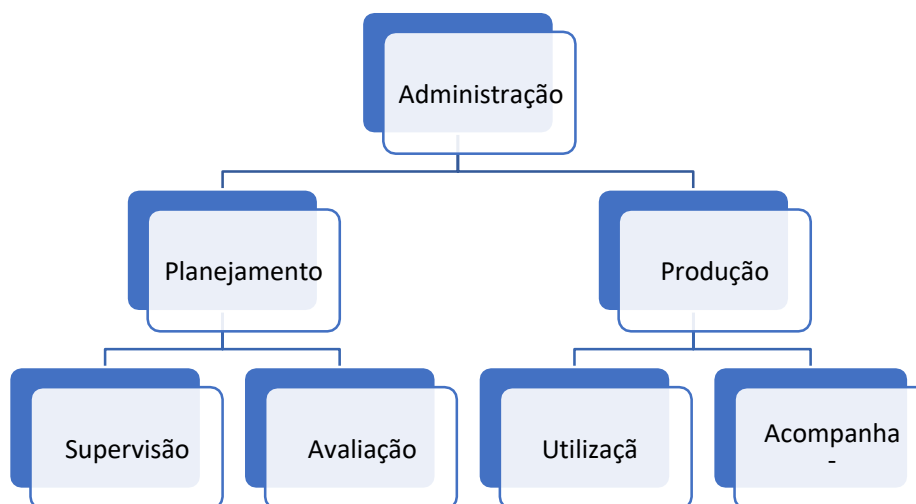 Administração
Planejamento
Produção
Supervisão
Avaliação
Utilizaçã
Acompanha
-